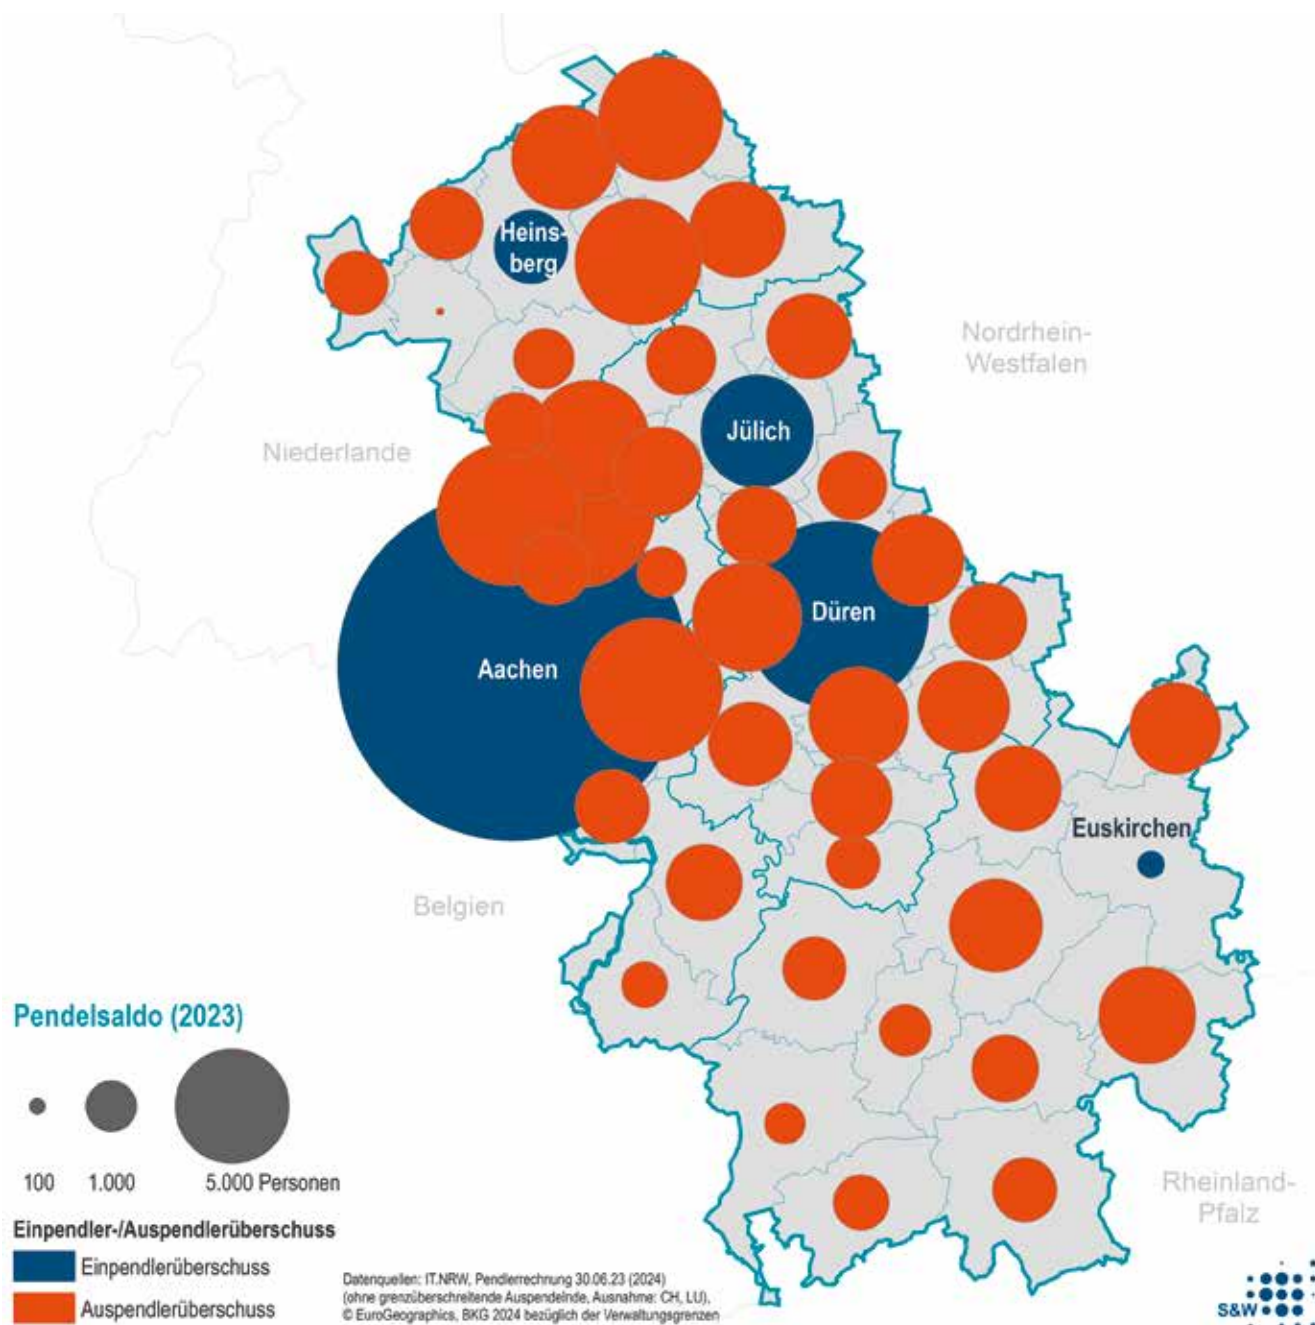 Heins-
berg
Nordrhein-
Westfalen
Jülich
Niederlande
Düren
Aachen
Euskirchen
Belgien
Pendelsaldo (2023)
100 1.000 5.000 Personen
Rheinland-
Pfalz
Einpendler-/Auspendlerüberschuss
Einpendlerüberschuss
Auspendlerüberschuss
Datenquellen: IT.NRW, Pendlerrechnung 30.06.23 (2024)
(ohne grenzüberschreitende Auspendelnde, Ausnahme: CH, LU),
© EuroGeographics, BKG 2024 bezüglich der Verwaltungsgrenzen
S&W